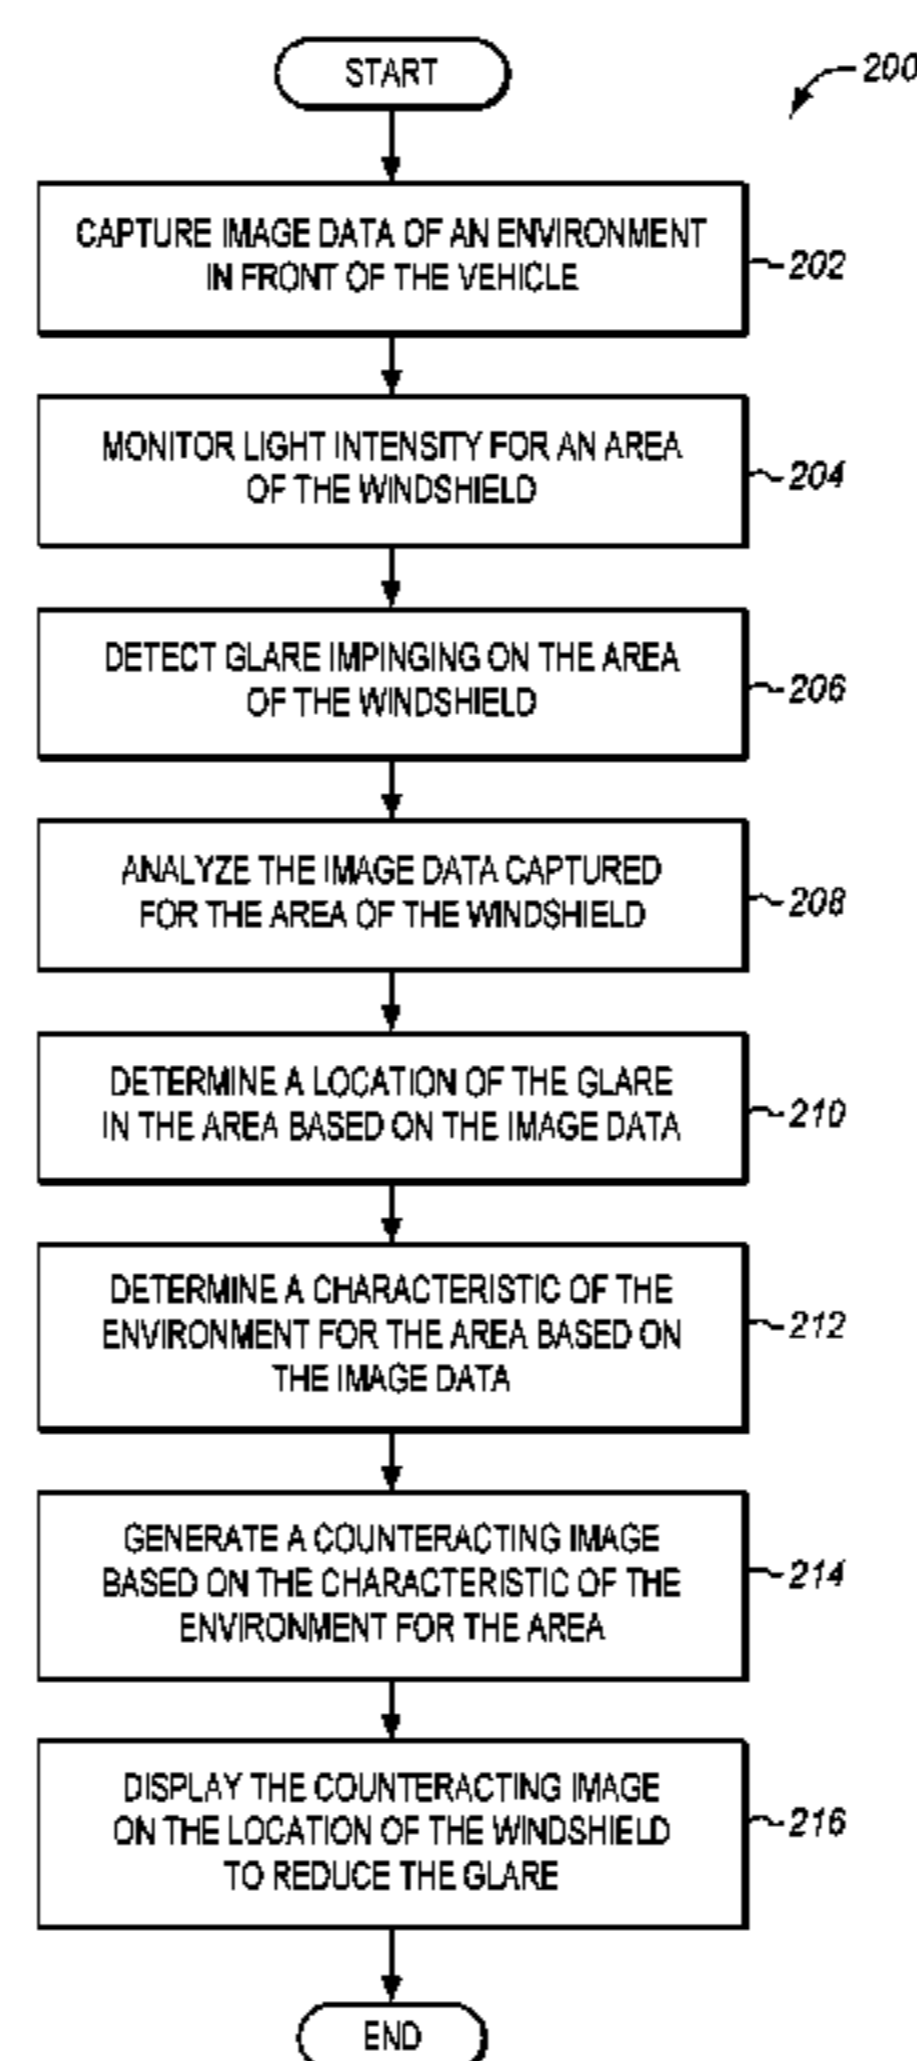 START
200
CAPTURE IMAGE DATA OF AN ENVIRONMENT
IN FRONT OF THE VEHICLE
202
MONITOR LIGHT INTENSITY FOR AN AREA
OF THE WINDSHIELD
204
DETECT GLARE IMPINGING ON THE AREA
OF THE WINDSHIELD
206
ANALYZE THE IMAGE DATA CAPTURED
FOR THE AREA OF THE WINDSHIELD
208
DETERMINE A LOCATION OF THE GLARE
IN THE AREA BASED ON THE IMAGE DATA
210
DETERMINE A CHARACTERISTIC OF THE
ENVIRONMENT FOR THE AREA BASED ON
THE IMAGE DATA
212
GENERATE A COUNTERACTING IMAGE
BASED ON THE CHARACTERISTIC OF THE
ENVIRONMENT FOR THE AREA
214
DISPLAY THE COUNTERACTING IMAGE
ON THE LOCATION OF THE WINDSHIELD
TO REDUCE THE GLARE
216
END